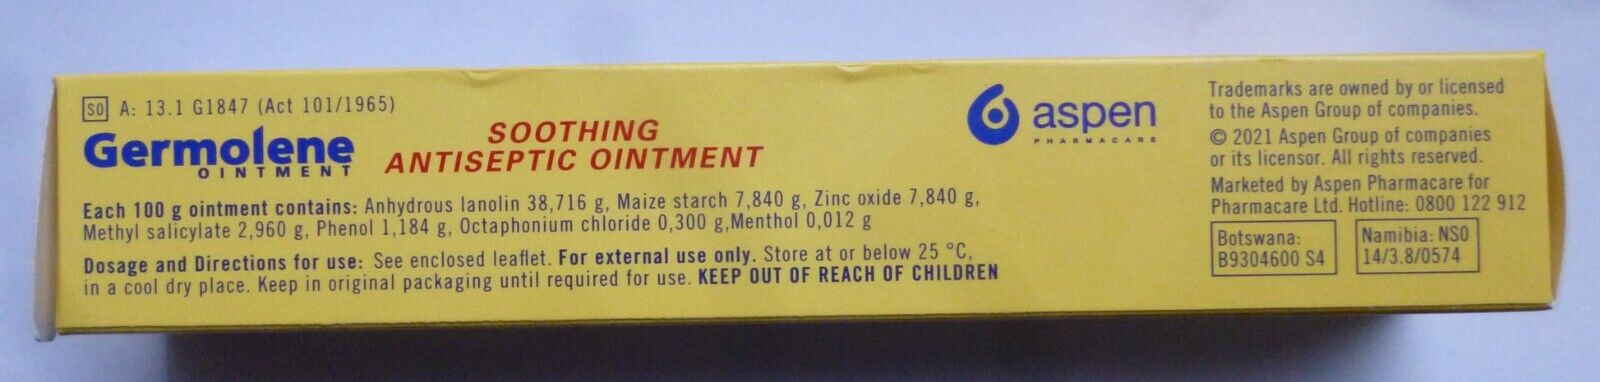 S0 A: 13.1 G1847 (Act 101/1965)
Germolene
OINTMENT
SOOTHING
ANTISEPTIC OINTMENT
Each 100 g ointment contains: Anhydrous lanolin 38,716 g, Maize starch 7,840 g, Zinc oxide 7,840 g,
Methyl salicylate 2,960 g, Phenol 1,184 g, Octaphonium chloride 0,300 g,Menthol 0,012 g
Dosage and Directions for use: See enclosed leaflet. For external use only. Store at or below 25 °C,
in a cool dry place. Keep in original packaging until required for use. KEEP OUT OF REACH OF CHILDREN
aspen
PHARMACARE
Trademarks are owned by or licensed
to the Aspen Group of companies.
© 2021 Aspen Group of companies
or its licensor. All rights reserved.
Marketed by Aspen Pharmacare for
Pharmacare Ltd. Hotline: 0800 122 912
Botswana:
B9304600 S4
Namibia: NS0
14/3.8/0574